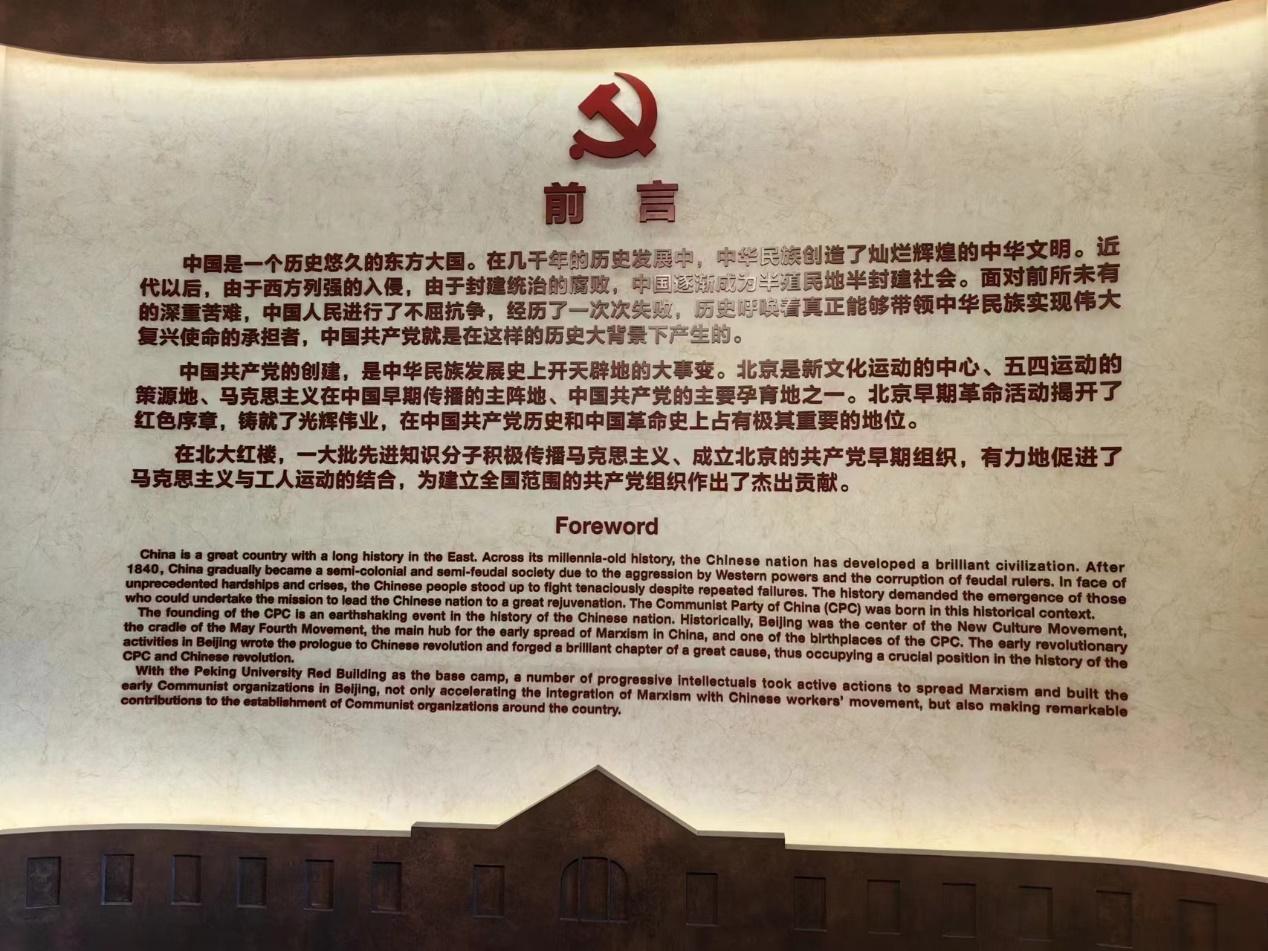 前 言
中国是一个历史悠久的东方大国。在几千年的历史发展中，中华民族创造了灿烂辉煌的中华文明。近
代以后，由于西方列强的入侵，由于封建统治的腐败，中国逐渐成为半殖民地半封建社会。面对前所未有
的深重苦难，中国人民进行了不屈抗争，经历了一次次失败，历史呼唤着真正能够带领中华民族实现伟大
复兴使命的承担者，中国共产党就是在这样的历史大背景下产生的。
中国共产党的创建，是中华民族发展史上开天辟地的大事变。北京是新文化运动的中心、五四运动的
策源地、马克思主义在中国早期传播的主阵地、中国共产党的主要孕育地之一。北京早期革命活动揭开了
红色序章，铸就了光辉伟业，在中国共产党历史和中国革命史上占有极其重要的地位。
在北大红楼，一大批先进知识分子积极传播马克思主义、成立北京的共产党早期组织，有力地促进了
马克思主义与工人运动的结合，为建立全国范围的共产党组织作出了杰出贡献。
Foreword
China is a great country with a long history in the East. Across its millennia-old history, the Chinese nation has developed a brilliant civilization. After
1840, China gradually became a semi-colonial and semi-feudal society due to the aggression by Western powers and the corruption of feudal rulers. In face of
unprecedented hardships and crises, the Chinese people stood up to fight tenaciously despite repeated failures. The history demanded the emergence of those
who could undertake the mission to lead the Chinese nation to a great rejuvenation. The Communist Party of China (CPC) was born in this historical context.
The founding of the CPC is an earthshaking event in the history of the Chinese nation. Historically, Beijing was the center of the New Culture Movement,
the cradle of the May Fourth Movement, the main hub for the early spread of Marxism in China, and one of the birthplaces of the CPC. The early revolutionary
activities in Beijing wrote the prologue to Chinese revolution and forged a brilliant chapter of a great cause, thus occupying a crucial position in the history of the
CPC and Chinese revolution.
With the Peking University Red Building as the base camp, a number of progressive intellectuals took active actions to spread Marxism and built the
early Communist organizations in Beijing, not only accelerating the integration of Marxism with Chinese workers' movement, but also making remarkable
contributions to the establishment of Communist organizations around the country.